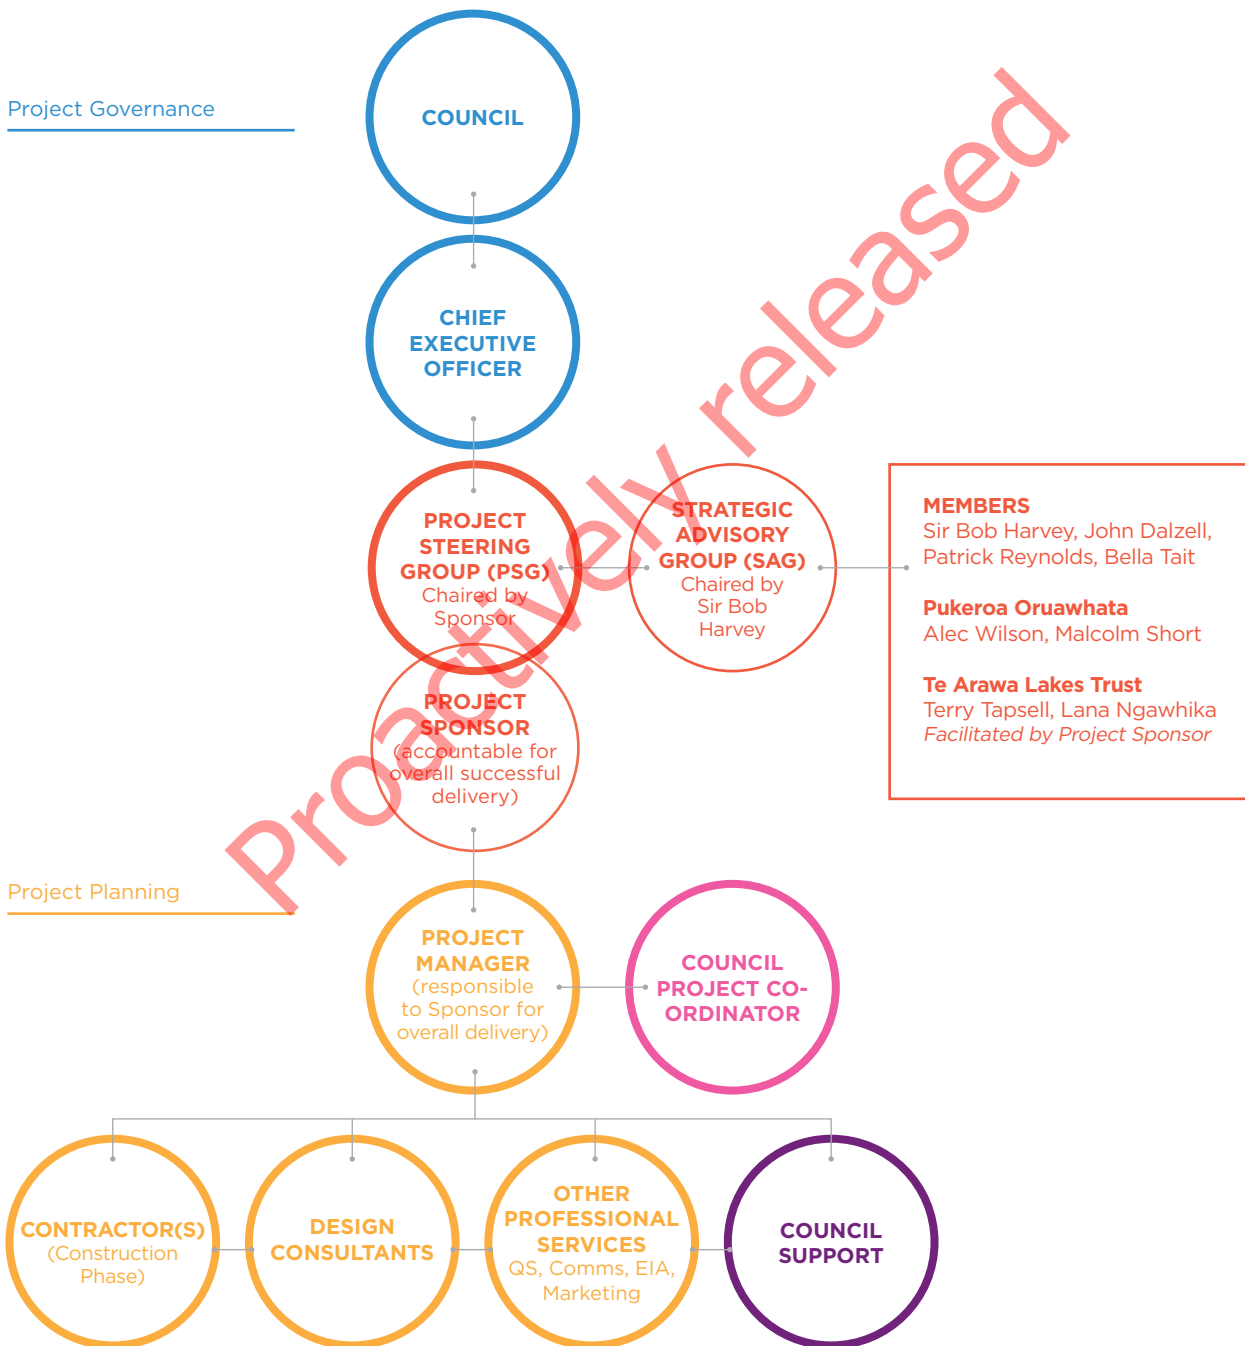 Project Governance
COUNCIL
CHIEF
EXECUTIVE
OFFICER
PROJECT
STEERING
GROUP (PSG)
Chaired by
Sponsor
STRATEGIC
ADVISORY
GROUP (SAG)
Chaired by
Sir Bob
Harvey
MEMBERS
Sir Bob Harvey, John Dalzell,
Patrick Reynolds, Bella Tait
Pukeroa Oruawhata
Alec Wilson, Malcolm Short
Te Arawa Lakes Trust
Terry Tapsell, Lana Ngawhika
Facilitated by Project Sponsor
PROJECT
SPONSOR
(accountable for
overall successful
delivery)
Proactively released
Project Planning
PROJECT
MANAGER
(responsible
to Sponsor for
overall delivery)
COUNCIL
PROJECT CO-
ORDINATOR
CONTRACTOR(S)
(Construction
Phase)
DESIGN
CONSULTANTS
OTHER
PROFESSIONAL
SERVICES
QS, Comms, EIA,
Marketing
COUNCIL
SUPPORT